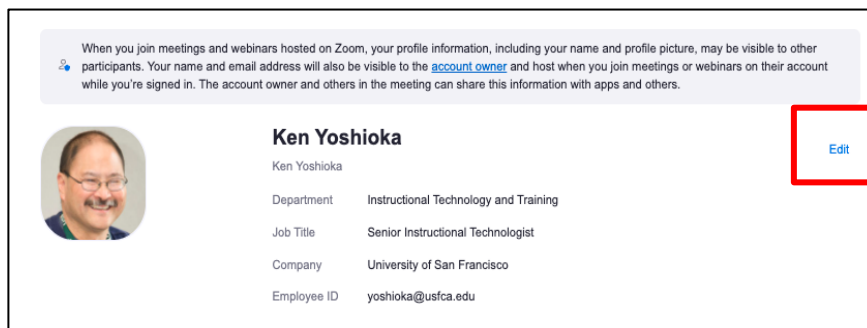 When you join meetings and webinars hosted on Zoom, your profile information, including your name and profile picture, may be visible to other
participants. Your name and email address will also be visible to the account owner and host when you join meetings or webinars on their account
while you're signed in. The account owner and others in the meeting can share this information with apps and others.
Ken Yoshioka
Edit
Ken Yoshioka
Department Instructional Technology and Training
Job Title Senior Instructional Technologist
Company University of San Francisco
Employee ID yoshioka@usfca.edu